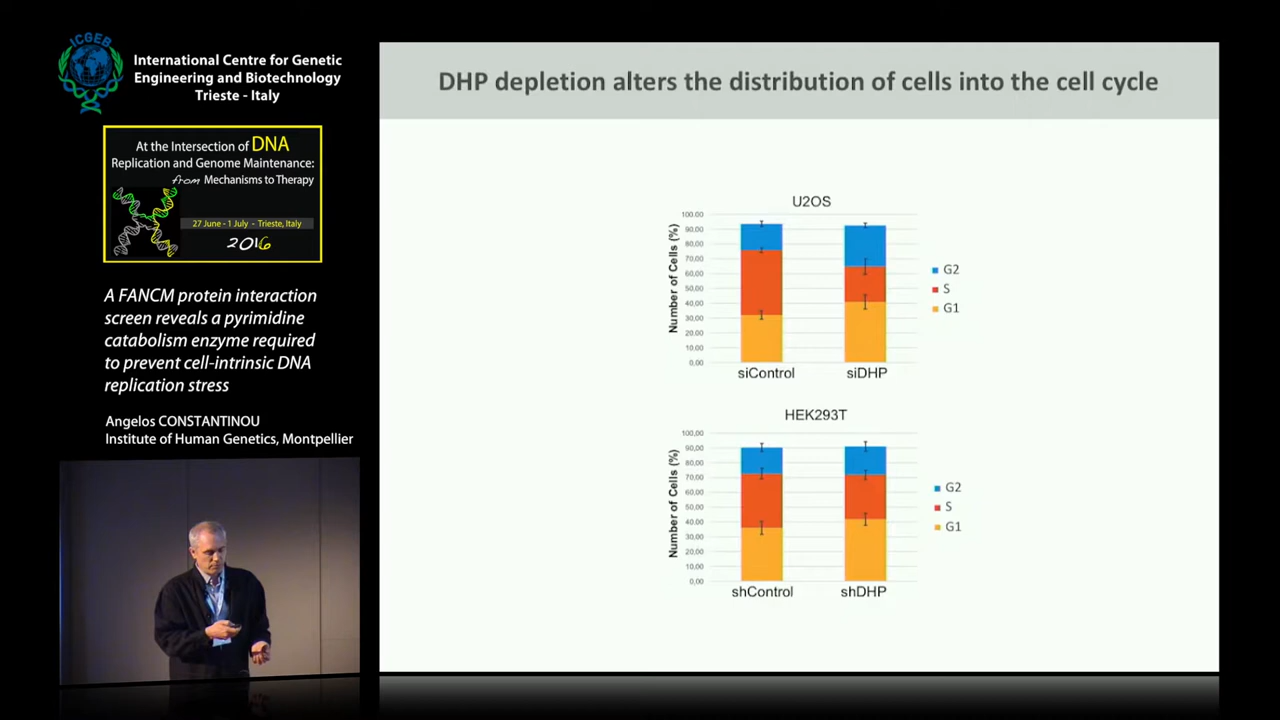 ICGEB
International Centre for Genetic
Engineering and Biotechnology
Trieste - Italy
At the Intersection of DNA
Replication and Genome Maintenance:
from Mechanisms to Therapy
27 June - 1 July - Trieste, Italy
2016
A FANCM protein interaction
screen reveals a pyrimidine
catabolism enzyme required
to prevent cell-intrinsic DNA
replication stress
Angelos CONSTANTINOU
Institute of Human Genetics, Montpellier
DHP depletion alters the distribution of cells into the cell cycle
U2OS
Number of Cells (%)
100.00
90,00
80,00
70,00
60,00
50,00
40,00
30,00
20,00
10,00
0,00
siControl
siDHP
G2
S
G1
HEK293T
Number of Cells (%)
100,00
90,00
80,00
70,00
60,00
50,00
40,00
30,00
20,00
10,00
0,00
shControl
shDHP
G2
S
G1